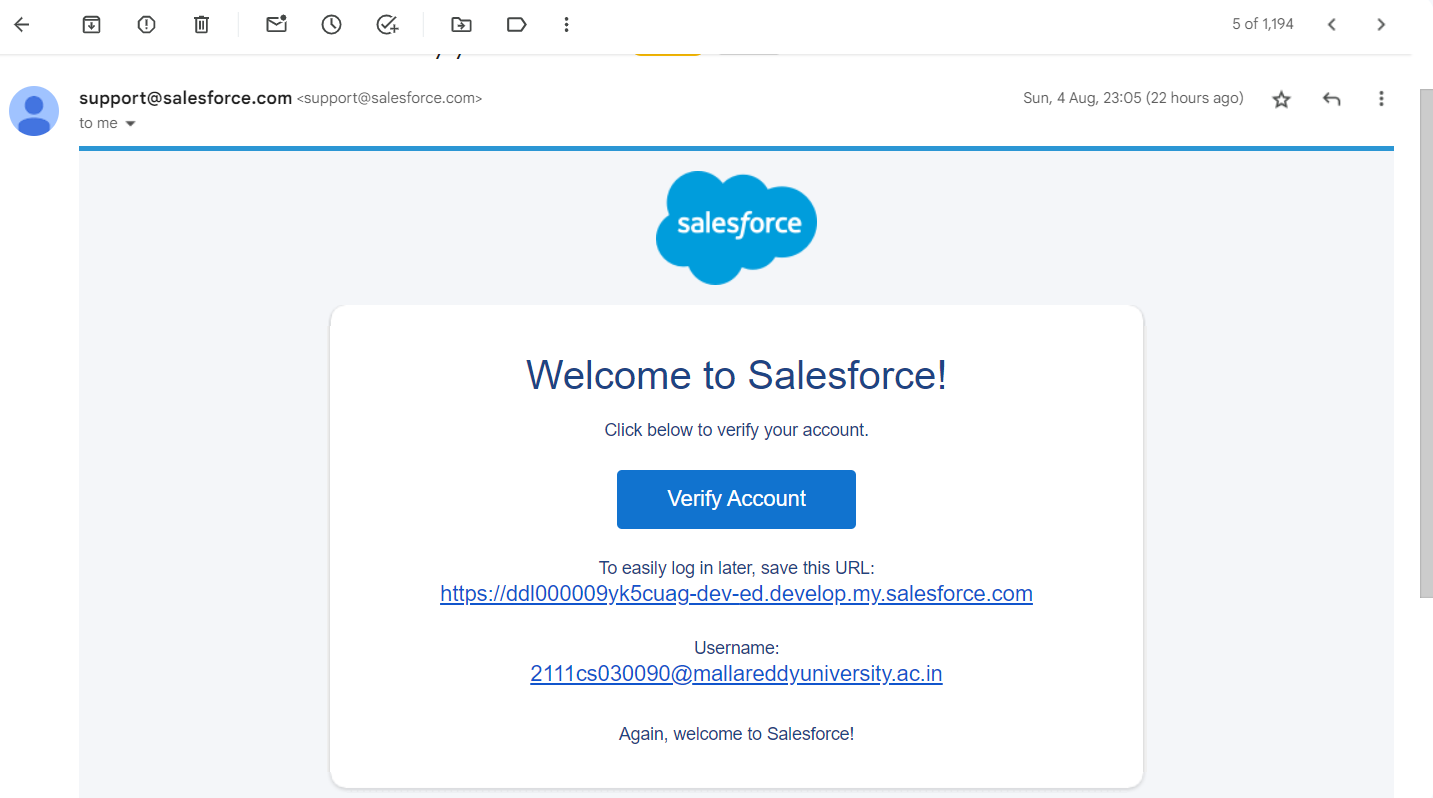 5 of 1,194
support@salesforce.com <support@salesforce.com>
Sun, 4 Aug, 23:05 (22 hours ago)
to me
salesforce
Welcome to Salesforce!
Click below to verify your account.
Verify Account
To easily log in later, save this URL:
https://ddl000009yk5cuag-dev-ed.develop.my.salesforce.com
Username:
2111cs030090@mallareddyuniversity.ac.in
Again, welcome to Salesforce!